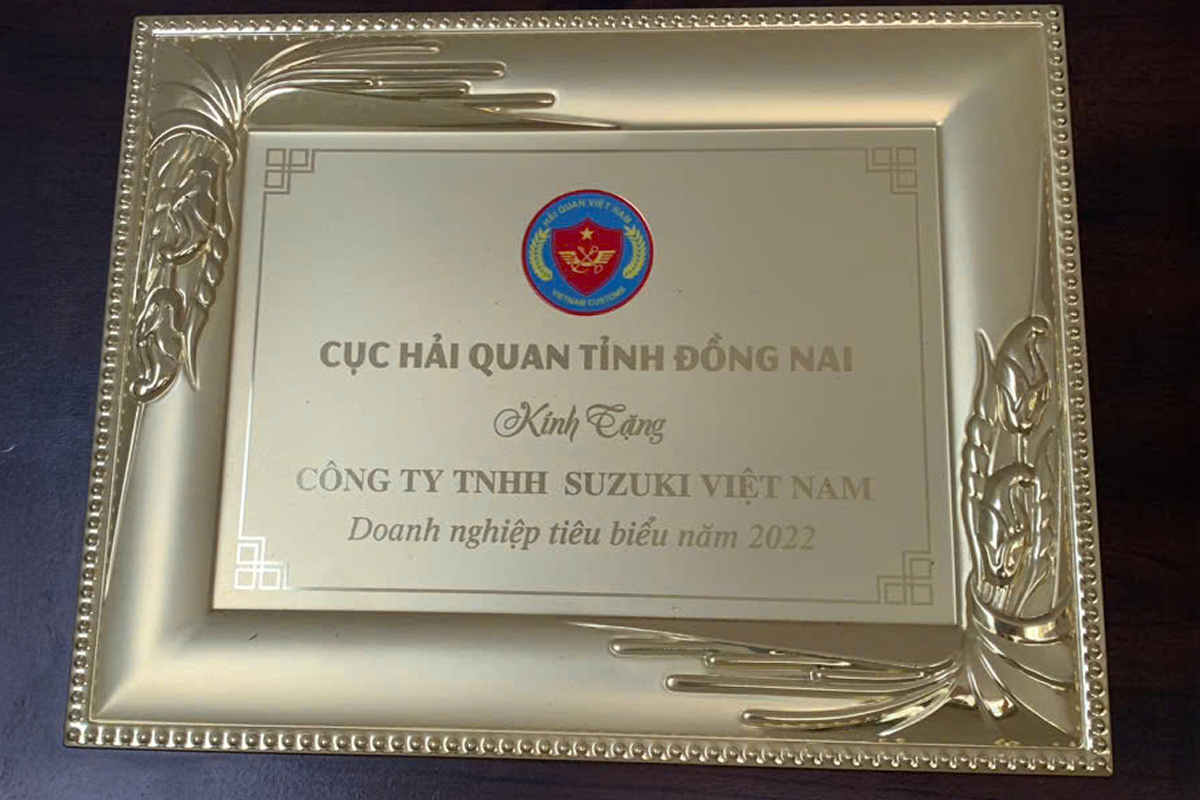 HẢI QUAN VIỆT NAM
VIETNAM CUSTOMS
CỤC HẢI QUAN TỈNH ĐỒNG NAI
Kính Tặng
CÔNG TY TNHH SUZUKI VIỆT NAM
Doanh nghiệp tiêu biểu năm 2022